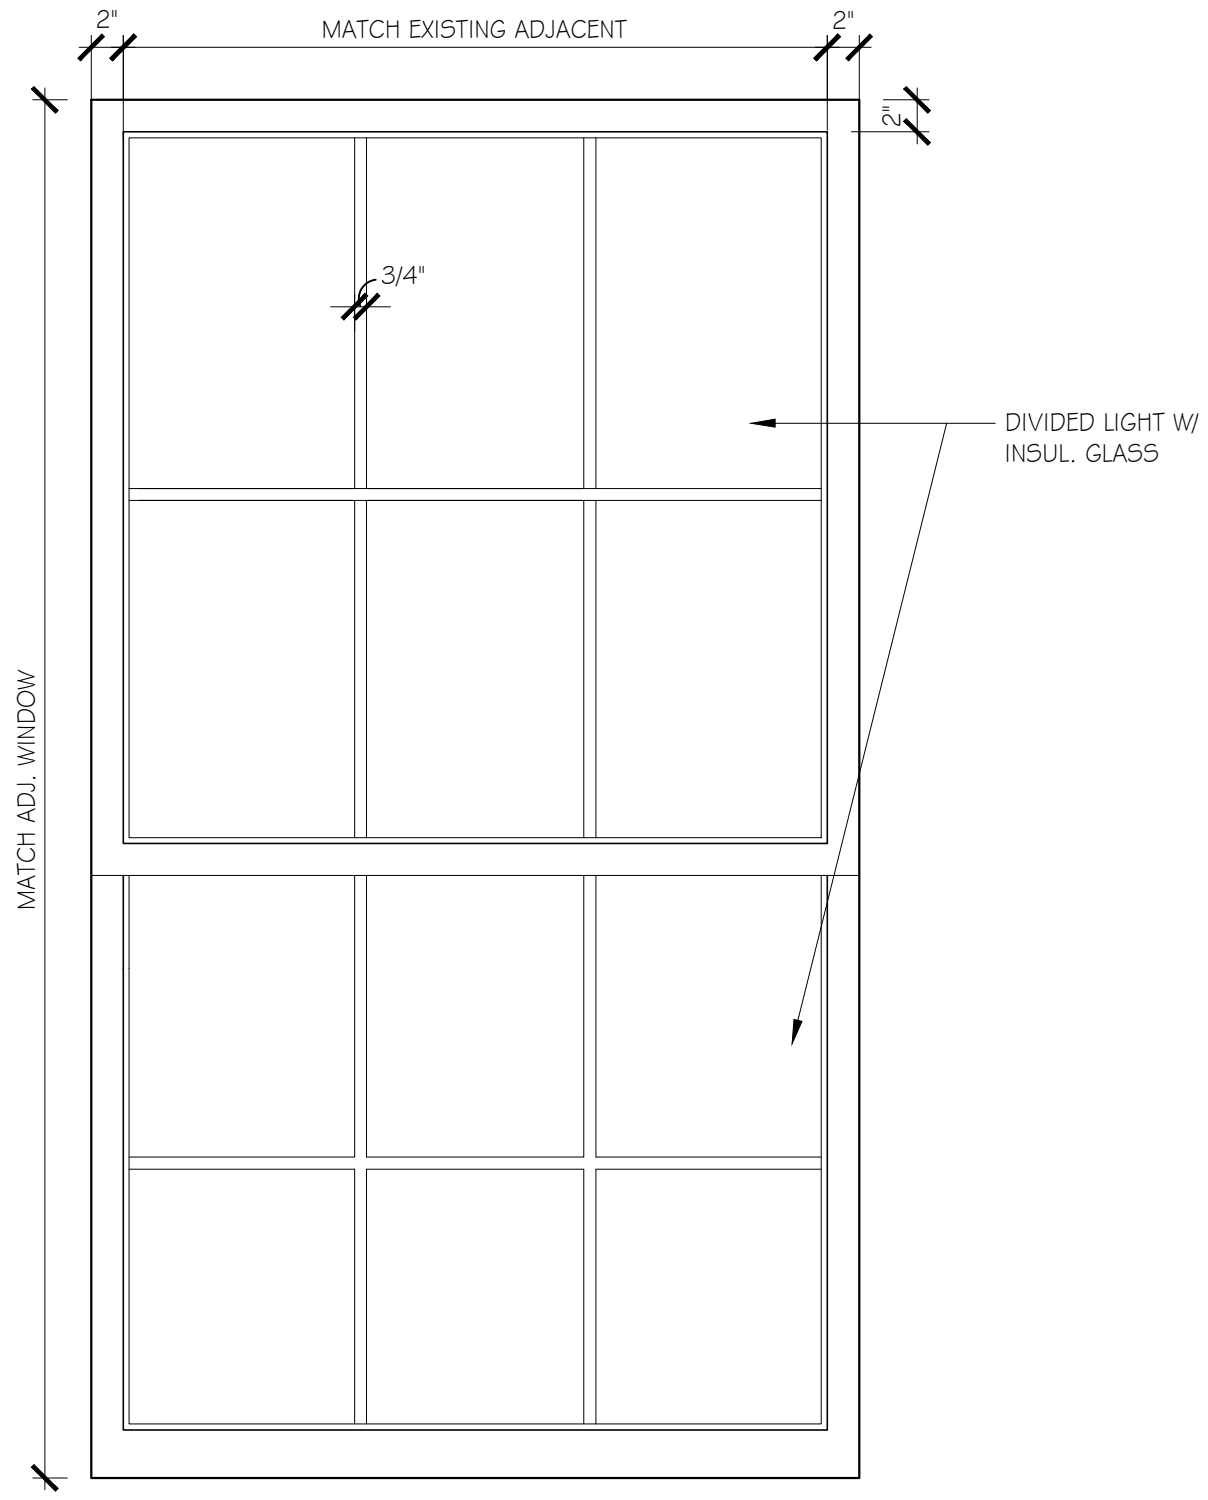 2"
MATCH EXISTING ADJACENT
2"
2"
3/4"
DIVIDED LIGHT W/
INSUL. GLASS
MATCH ADJ. WINDOW